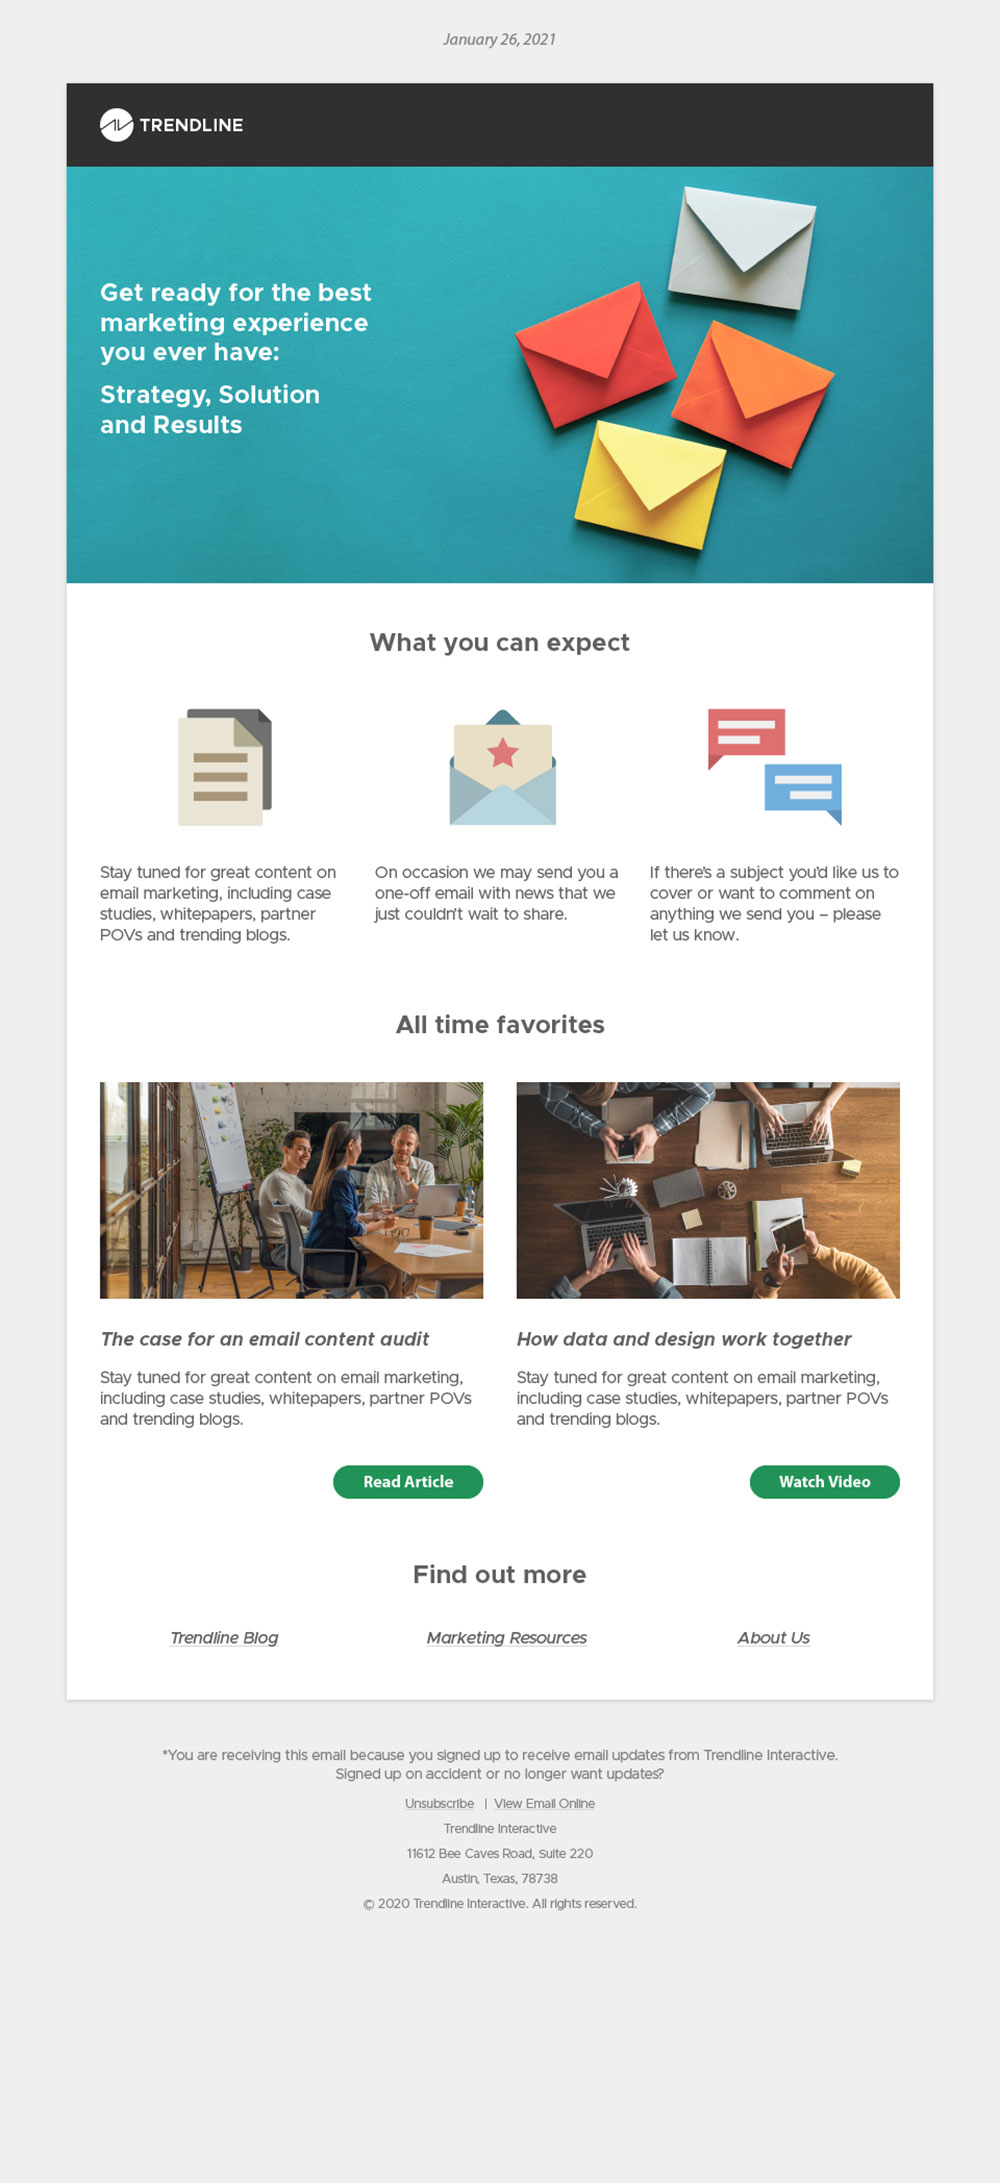 January 26, 2021
TRENDLINE
Get ready for the best
marketing experience
you ever have:
Strategy, Solution
and Results
What you can expect
Stay tuned for great content on
email marketing, including case
studies, whitepapers, partner
POVs and trending blogs.
On occasion we may send you a
one-off email with news that we
just couldn't wait to share.
If there's a subject you'd like us to
cover or want to comment on
anything we send you – please
let us know.
All time favorites
The case for an email content audit
Stay tuned for great content on email marketing,
including case studies, whitepapers, partner POVs
and trending blogs.
Read Article
How data and design work together
Stay tuned for great content on email marketing,
including case studies, whitepapers, partner POVs
and trending blogs.
Watch Video
Find out more
Trendline Blog
Marketing Resources
About Us
*You are receiving this email because you signed up to receive email updates from Trendline Interactive.
Signed up on accident or no longer want updates?
Unsubscribe | View Email Online
Trendline Interactive
11612 Bee Caves Road, Suite 220
Austin, Texas, 78738
© 2020 Trendline Interactive. All rights reserved.